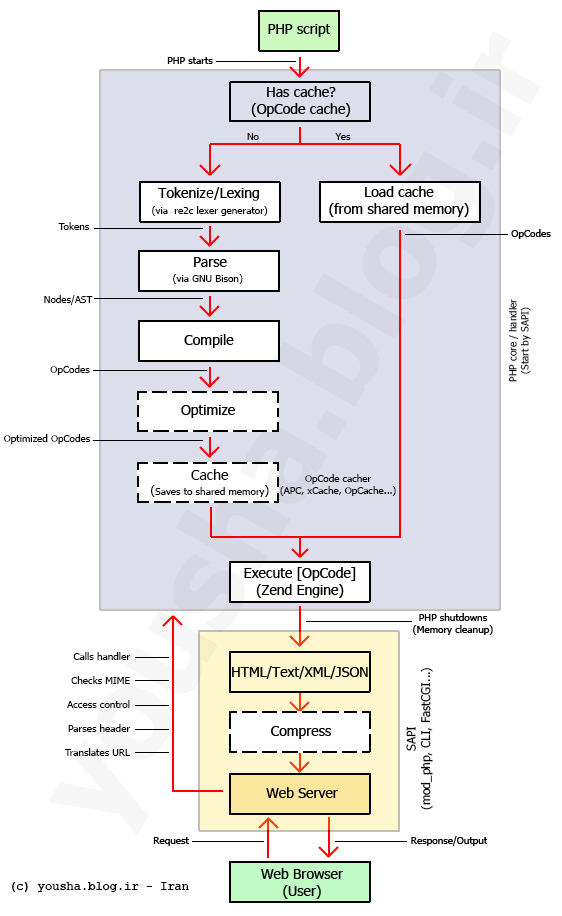 PHP script
PHP starts
Has cache?
(OpCode cache)
No
Yes
Tokenize/Lexing
(via re2c lexer generator)
Load cache
(from shared memory)
Tokens
OpCodes
Parse
(via GNU Bison)
Nodes/AST
PHP core / handler
(Start by SAPI)
Compile
OpCodes
Optimize
Optimized OpCodes
Cache
(Saves to shared memory)
OpCode cacher
(APC, xCache, OpCache...)
Execute [OpCode]
(Zend Engine)
PHP shutdowns
(Memory cleanup)
Calls handler
Checks MIME
Access control
Parses header
Translates URL
HTML/Text/XML/JSON
Compress
Web Server
SAPI
(mod_php, CLI, FastCGI...)
Request
Response/Output
Web Browser
(User)
(c) yousha.blog.ir - Iran
yousha.blog.ir